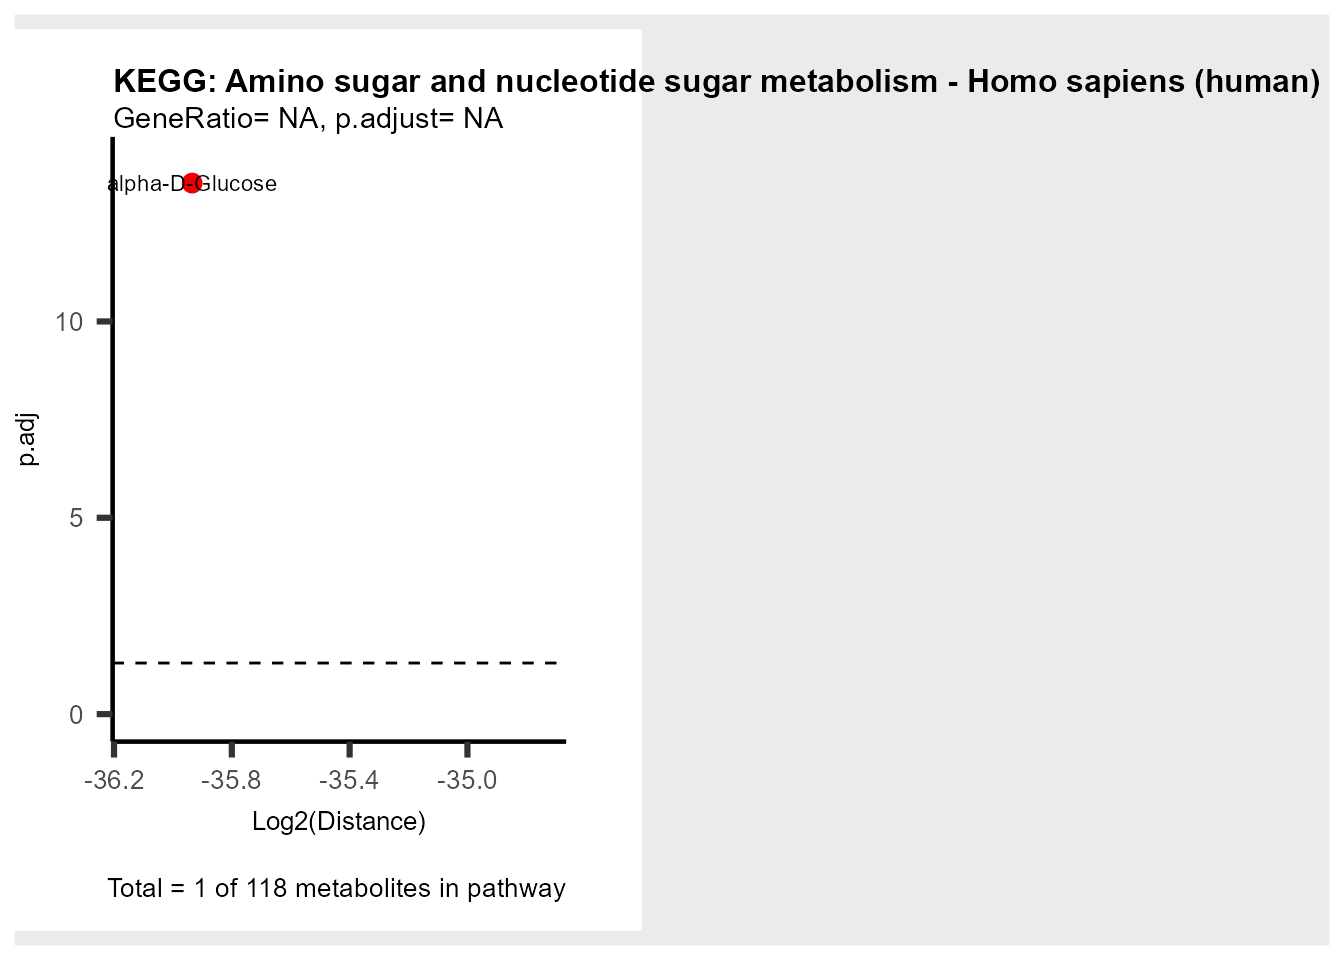 KEGG: Amino sugar and nucleotide sugar metabolism - Homo sapiens (human)
GeneRatio= NA, p.adjust= NA
alpha-D-Glucose
10
p.adj
5
0
-36.2 -35.8 -35.4 -35.0
Log2(Distance)
Total = 1 of 118 metabolites in pathway